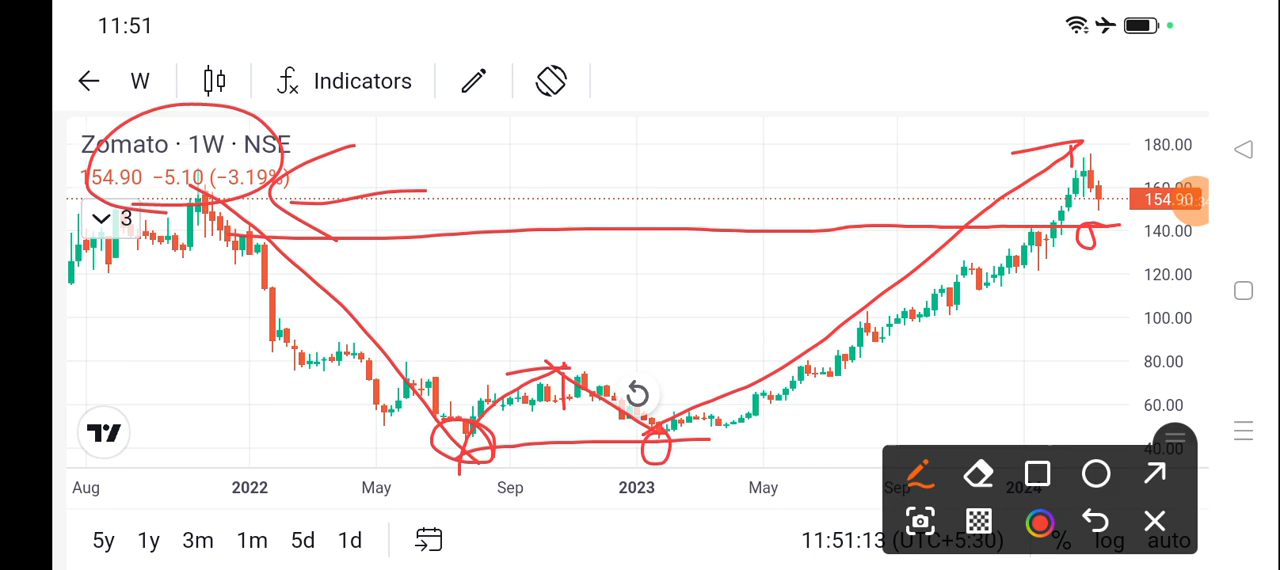 11:51
W
Indicators
Zomato · 1W · NSE
154.90 −5.10 (−3.19%)
3
180.00
160.00
154.90
140.00
120.00
100.00
80.00
60.00
40.00
Aug 2022 May Sep 2023 May Sep 2024
5y 1y 3m 1m 5d 1d
11:51:13 (UTC+5:30) % log auto